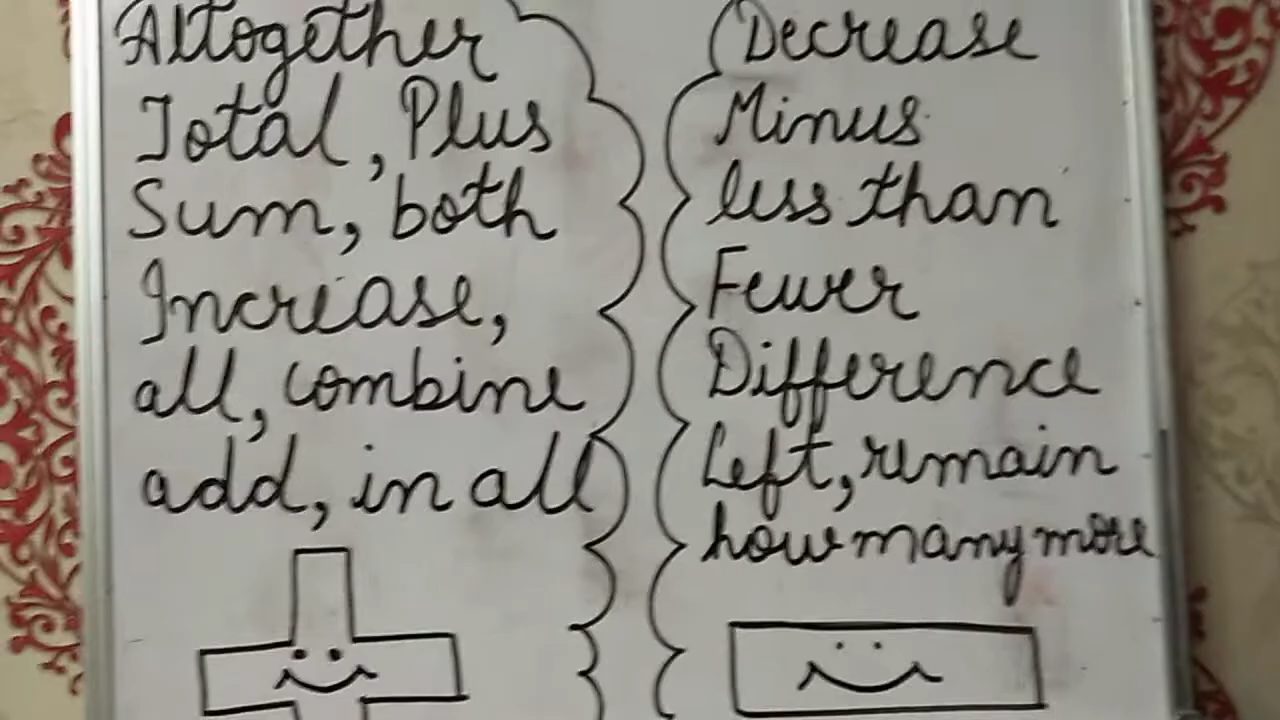 Altogether
Total, Plus
Sum, both
Increase,
all, combine
add, in all
Decrease
Minus
less than
Fewer
Difference
Left, remain
how many more